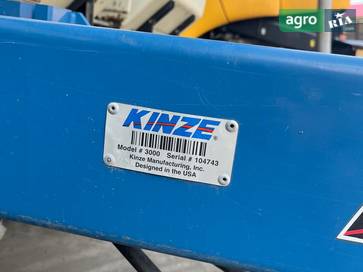 agro RIA
KINZE
Model # 3000 Serial # 104743
Kinze Manufacturing, Inc.
Designed in the USA